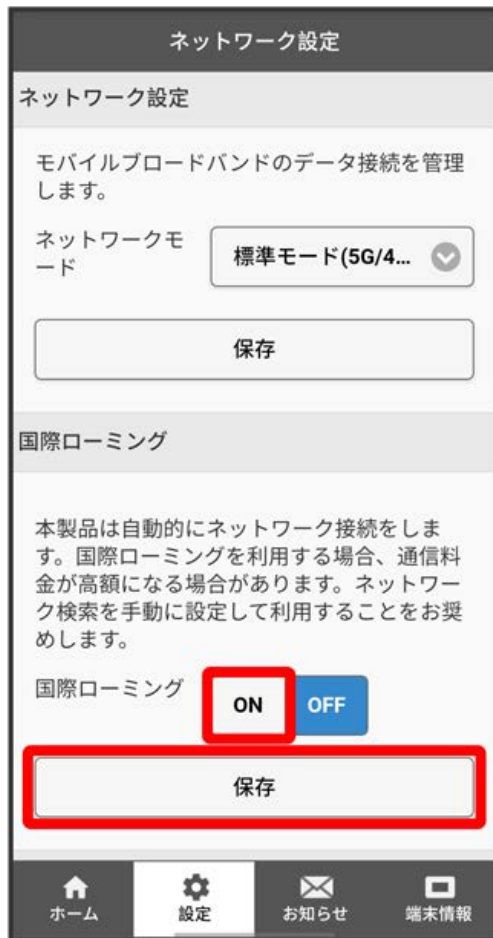 ネットワーク設定
ネットワーク設定
モバイルブロードバンドのデータ接続を管理
します。
ネットワークモ
ード
標準モード(5G/4...
保存
国際ローミング
本製品は自動的にネットワーク接続をしま
す。国際ローミングを利用する場合、通信料
金が高額になる場合があります。ネットワー
ク検索を手動に設定して利用することをお奨
めします。
国際ローミング
ON OFF
保存
ホーム 設定 お知らせ 端末情報